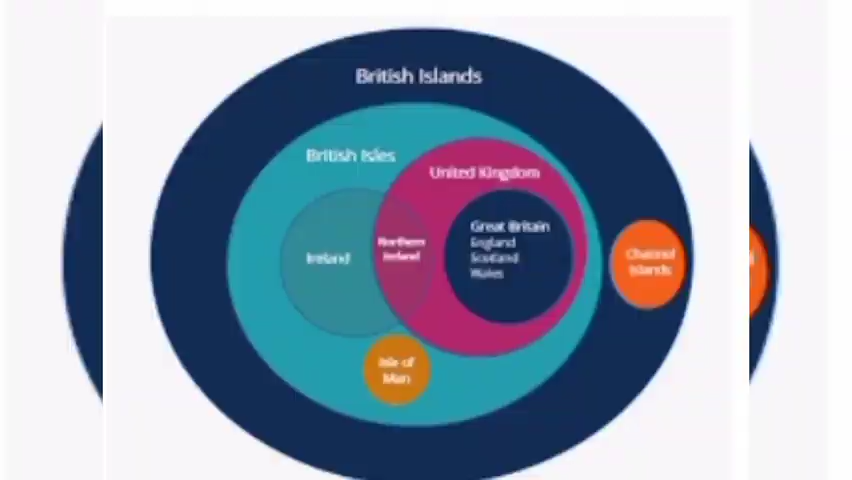 British Islands
British Isles
United Kingdom
Great Britain
England
Scotland
Wales
Northern
Ireland
Ireland
Channel
Islands
Isle of
Man